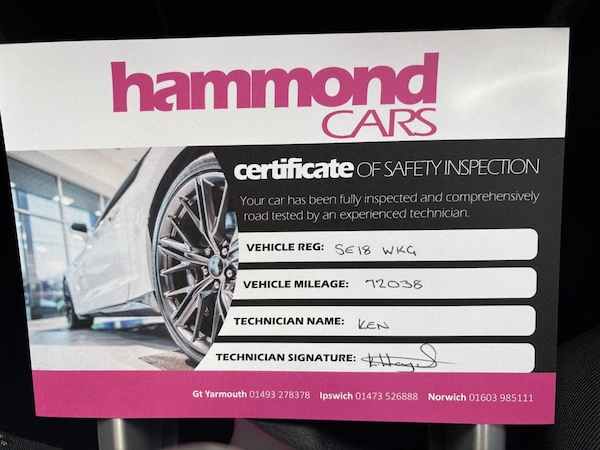 hammond
CARS
certificate OF SAFETY INSPECTION
Your car has been fully inspected and comprehensively
road tested by an experienced technician.
VEHICLE REG: SE18 WKG
VEHICLE MILEAGE: 72038
TECHNICIAN NAME: KEN
TECHNICIAN SIGNATURE:
Gt Yarmouth 01493 278378 Ipswich 01473 526888 Norwich 01603 985111